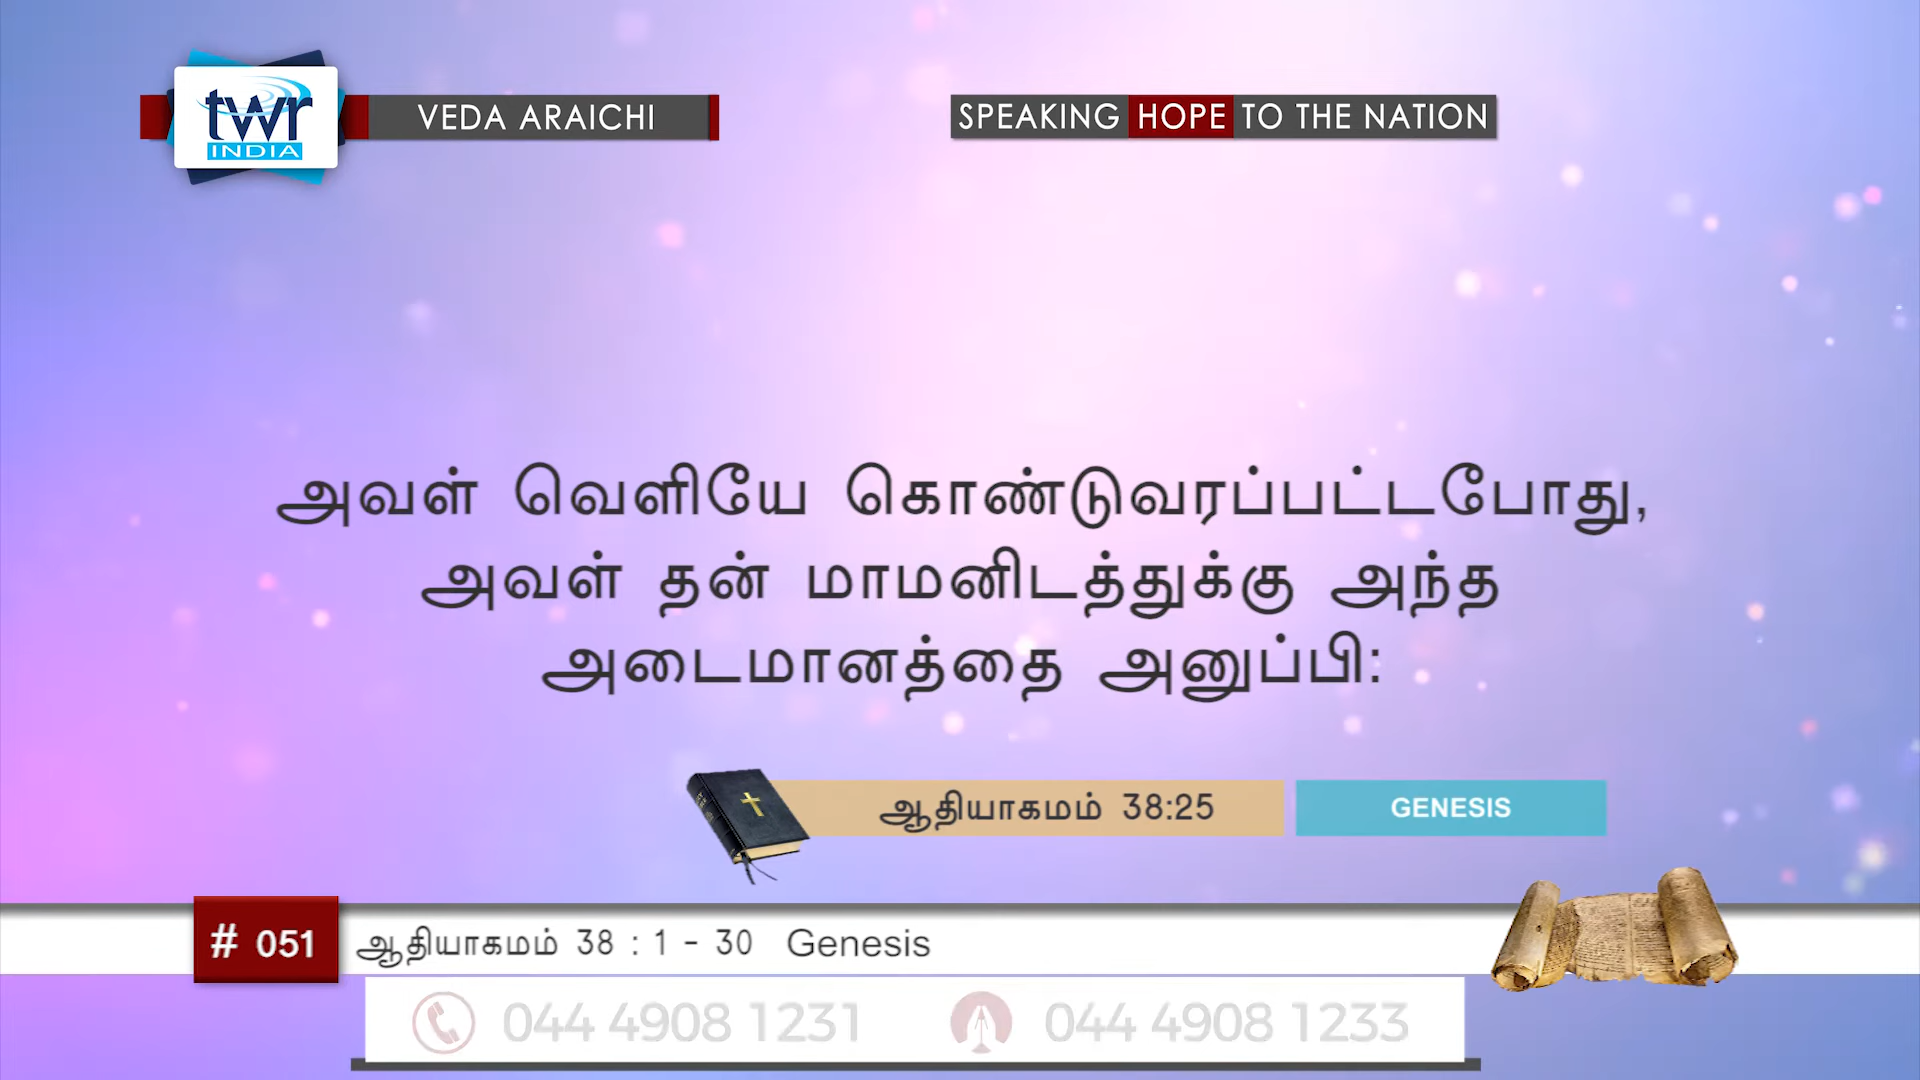 twr
INDIA
VEDA ARAICHI
SPEAKING HOPE TO THE NATION
அவள் வெளியே கொண்டுவரப்பட்டபோது,
அவள் தன் மாமனிடத்துக்கு அந்த
அடைமானத்தை அனுப்பி:
ஆதியாகமம் 38:25
GENESIS
# 051
ஆதியாகமம் 38 : 1 - 30 Genesis
044 4908 1231
044 4908 1233